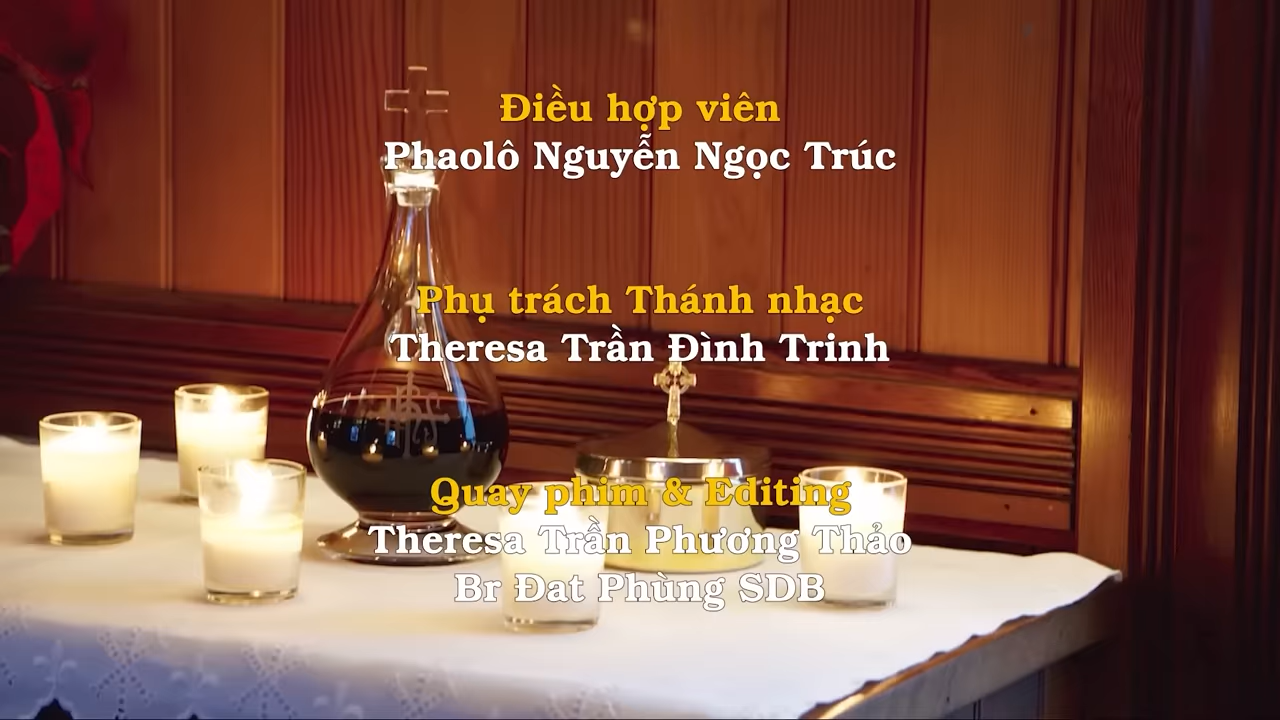 Điều hợp viên
Phaolô Nguyễn Ngọc Trúc
Phụ trách Thánh nhạc
Theresa Trần Đình Trinh
Quay phim & Editing
Theresa Trần Phương Thảo
Br Đat Phùng SDB